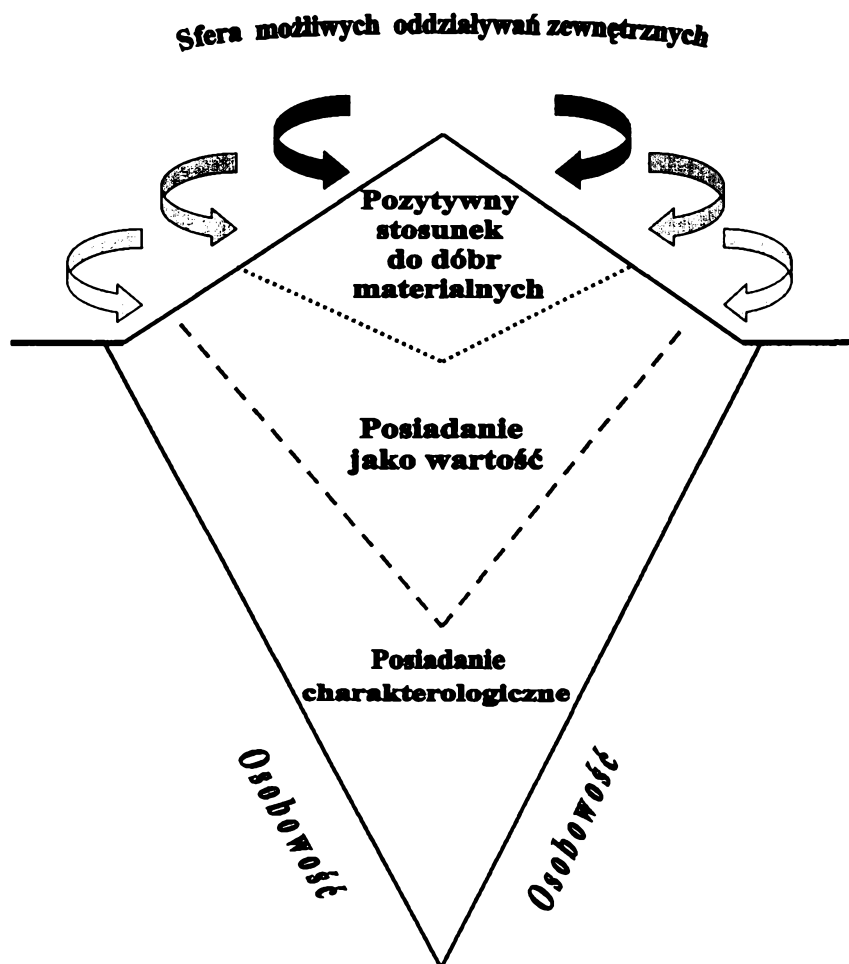 Sfera możliwych oddziaływań zewnętrznych
Pozytywny
stosunek
do dóbr
materialnych
Posiadanie
jako wartość
Posiadanie
charakterologiczne
Osobowość
Osobowość